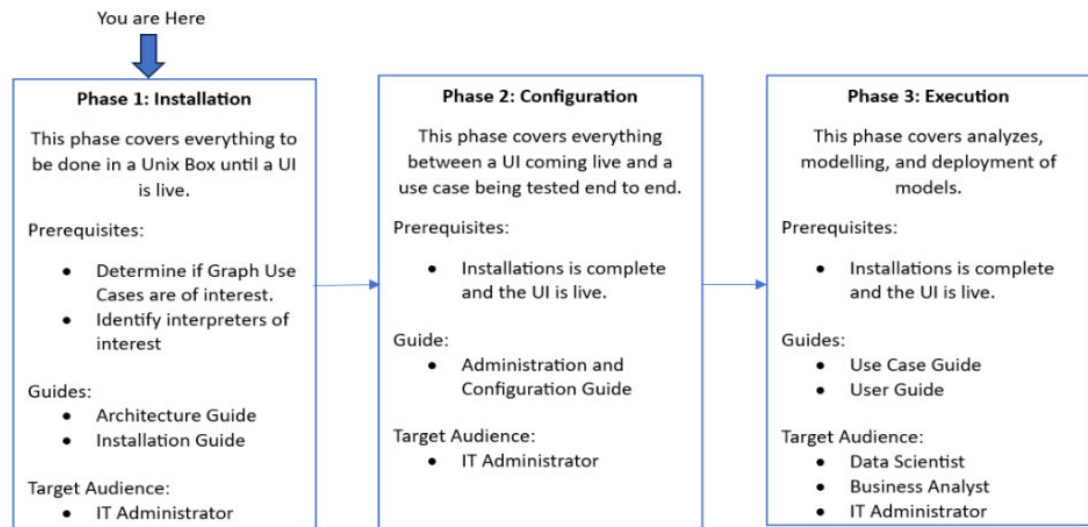 You are Here
Phase 1: Installation
This phase covers everything to
be done in a Unix Box until a UI
is live.
Prerequisites:
• Determine if Graph Use
Cases are of interest.
• Identify interpreters of
interest
Guides:
• Architecture Guide
• Installation Guide
Target Audience:
• IT Administrator
Phase 2: Configuration
This phase covers everything
between a UI coming live and a
use case being tested end to end.
Prerequisites:
• Installations is complete
and the UI is live.
Guide:
• Administration and
Configuration Guide
Target Audience:
• IT Administrator
Phase 3: Execution
This phase covers analyzes,
modelling, and deployment of
models.
Prerequisites:
• Installations is complete
and the UI is live.
Guides:
• Use Case Guide
• User Guide
Target Audience:
• Data Scientist
• Business Analyst
• IT Administrator